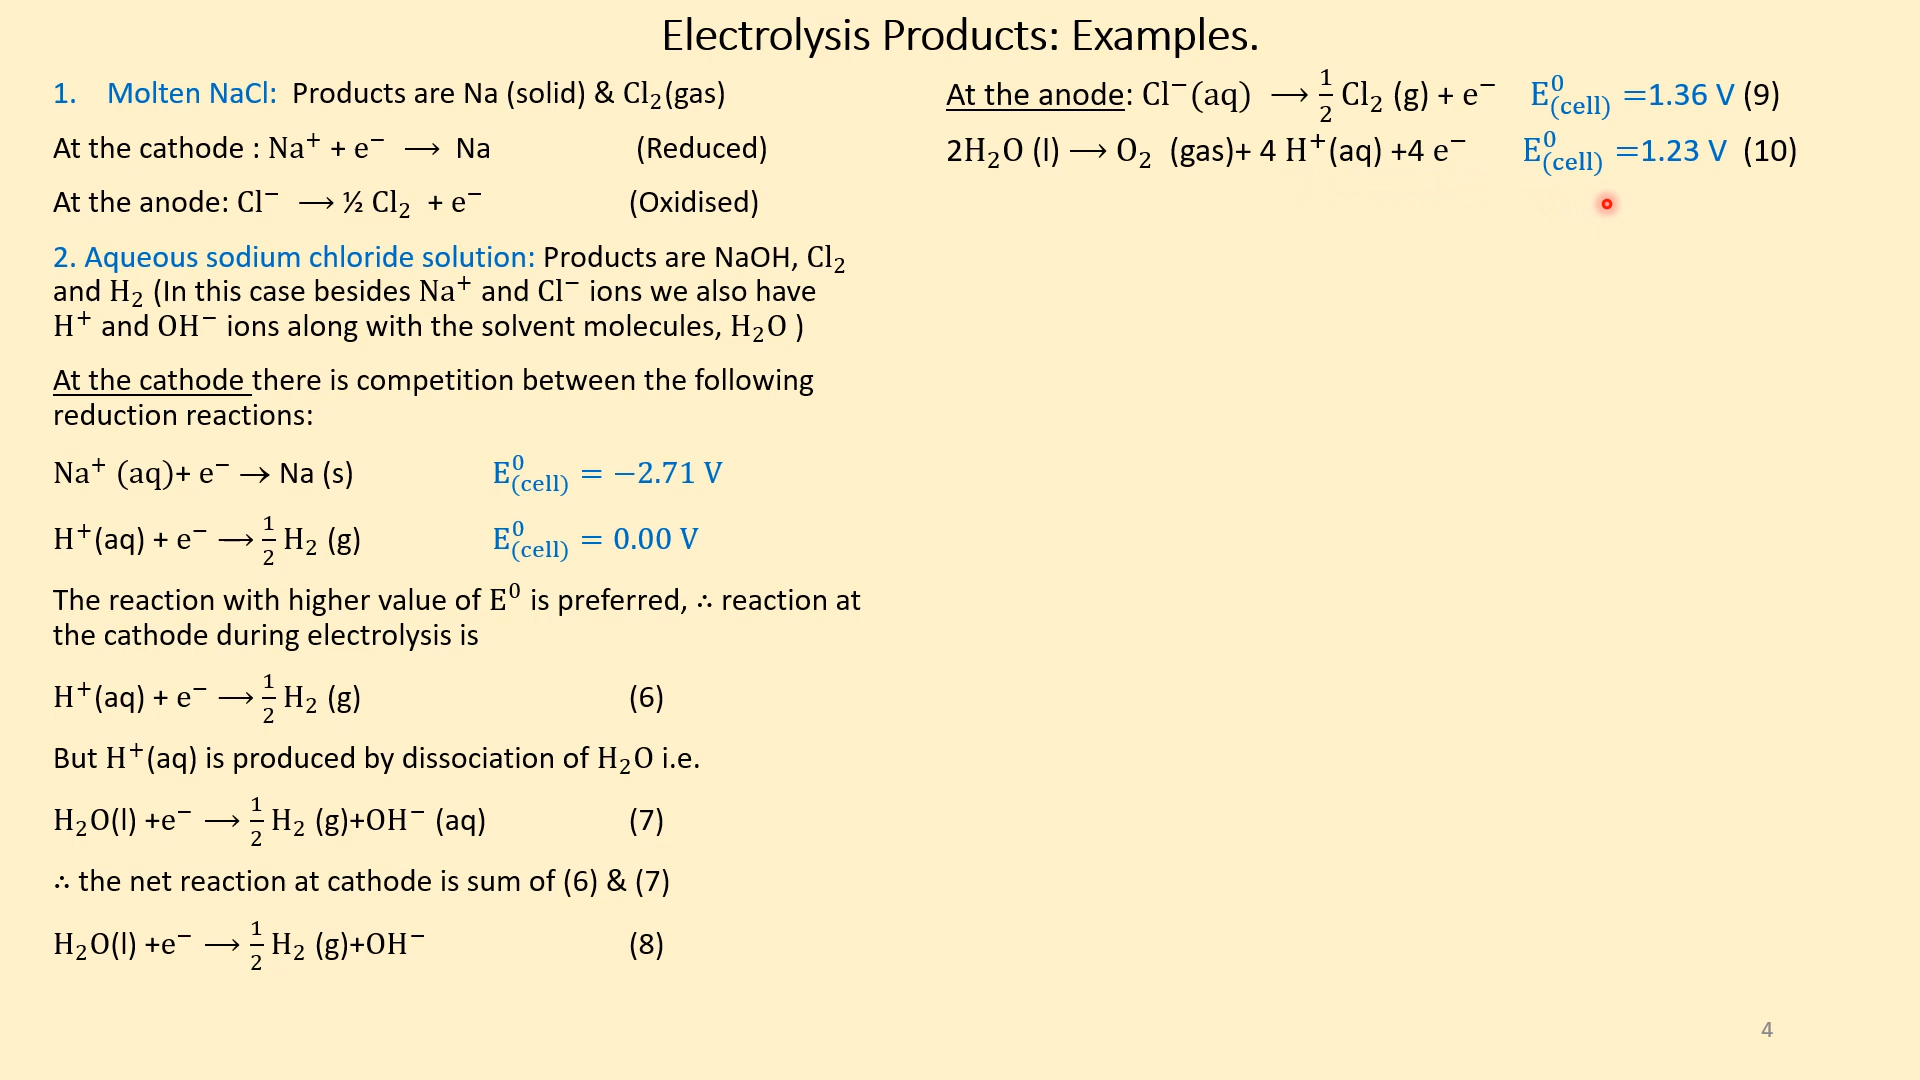 Electrolysis Products: Examples.
1. Molten NaCl: Products are Na (solid) & Cl₂(gas)
At the cathode : Na⁺ + e⁻ ⟶ Na (Reduced)
At the anode: Cl⁻ ⟶ ½ Cl₂ + e⁻ (Oxidised)
2. Aqueous sodium chloride solution: Products are NaOH, Cl₂
and H₂ (In this case besides Na⁺ and Cl⁻ ions we also have
H⁺ and OH⁻ ions along with the solvent molecules, H₂O )
At the cathode there is competition between the following
reduction reactions:
Na⁺ (aq)+ e⁻ → Na (s) E⁰₍cell₎ = −2.71 V
H⁺(aq) + e⁻ ⟶ 1/2 H₂ (g) E⁰₍cell₎ = 0.00 V
The reaction with higher value of E⁰ is preferred, ∴ reaction at
the cathode during electrolysis is
H⁺(aq) + e⁻ ⟶ 1/2 H₂ (g) (6)
But H⁺(aq) is produced by dissociation of H₂O i.e.
H₂O(l) +e⁻ ⟶ 1/2 H₂ (g)+OH⁻ (aq) (7)
∴ the net reaction at cathode is sum of (6) & (7)
H₂O(l) +e⁻ ⟶ 1/2 H₂ (g)+OH⁻ (8)
At the anode: Cl⁻(aq) ⟶ 1/2 Cl₂ (g) + e⁻ E⁰₍cell₎ =1.36 V (9)
2H₂O (l) ⟶ O₂ (gas)+ 4 H⁺(aq) +4 e⁻ E⁰₍cell₎ =1.23 V (10)
4